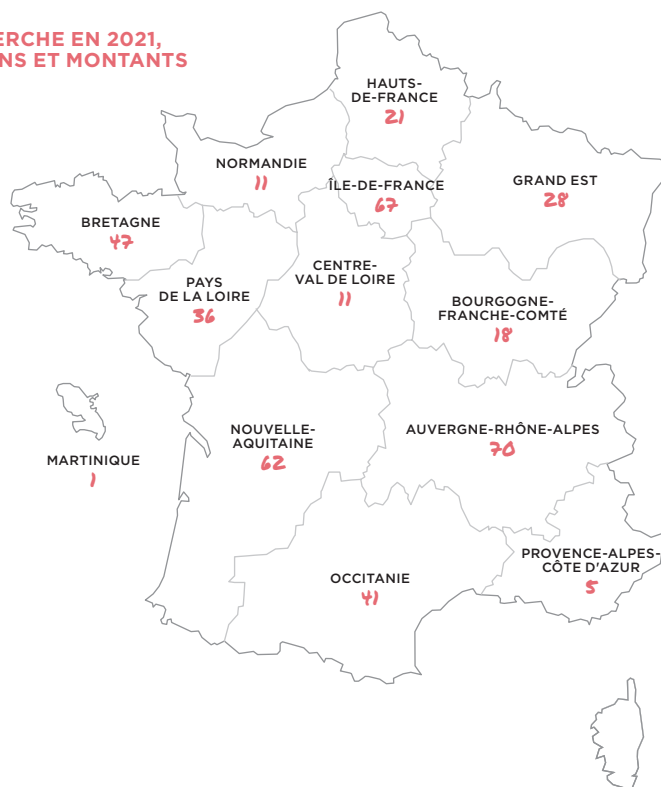 ERCHE EN 2021,
NS ET MONTANTS
HAUTS-
DE-FRANCE
21
NORMANDIE
11
ÎLE-DE-FRANCE
67
GRAND EST
28
BRETAGNE
47
PAYS
DE LA LOIRE
36
CENTRE-
VAL DE LOIRE
11
BOURGOGNE-
FRANCHE-COMTÉ
18
NOUVELLE-
AQUITAINE
62
AUVERGNE-RHÔNE-ALPES
70
MARTINIQUE
1
OCCITANIE
41
PROVENCE-ALPES-
CÔTE D'AZUR
5